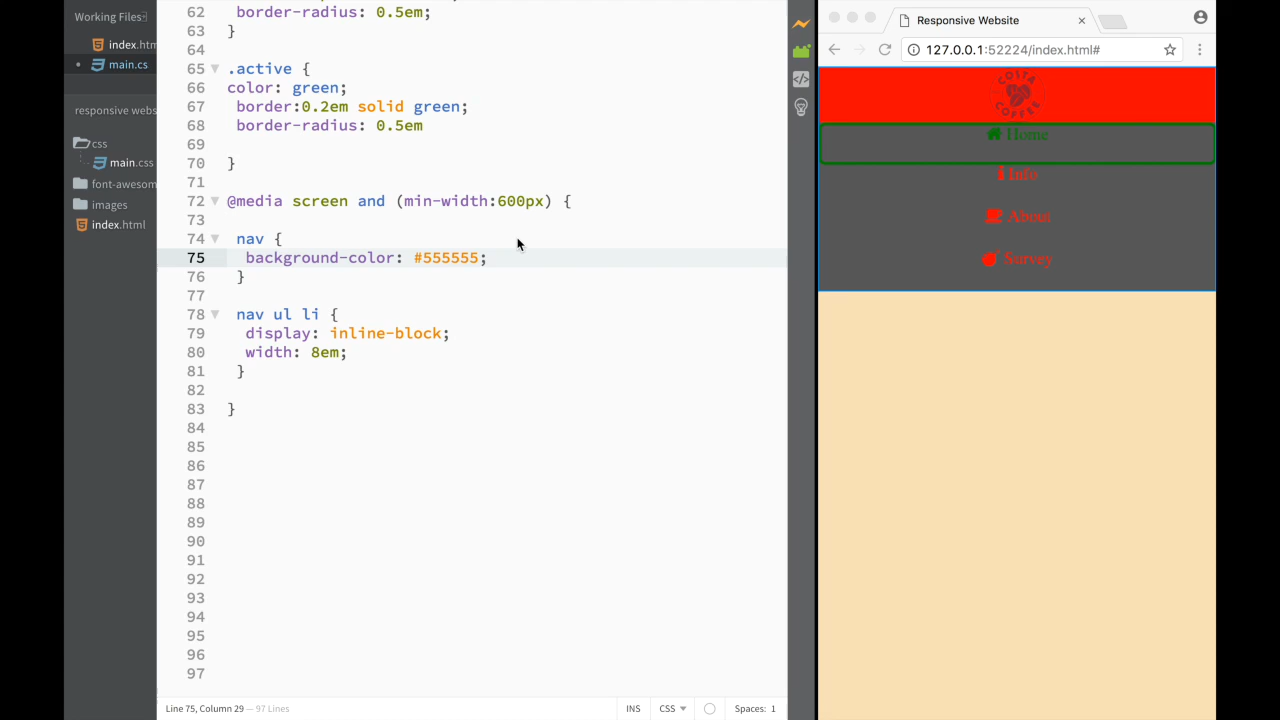 Working Files
index.htm
main.cs
responsive webs
css
main.css
font-awesom
images
index.html
62 border-radius: 0.5em;
63 }
64
65 .active {
66 color: green;
67 border:0.2em solid green;
68 border-radius: 0.5em
69
70 }
71
72 @media screen and (min-width:600px) {
73
74 nav {
75 background-color: #555555;
76 }
77
78 nav ul li {
79 display: inline-block;
80 width: 8em;
81 }
82
83 }
84
85
86
87
88
89
90
91
92
93
94
95
96
97
Line 75, Column 29 — 97 Lines
INS CSS Spaces: 1
Responsive Website
127.0.0.1:52224/index.html#
COSTA
COFFEE
Home
Info
About
Survey